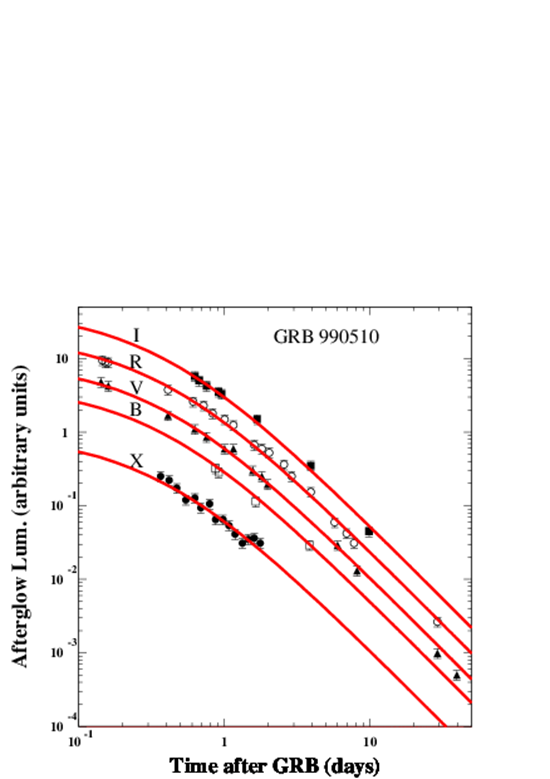 GRB 990510
I
R
V
B
X
10
1
10 -1
10 -2
10 -3
10 -4
10 -1
1
10
Afterglow Lum. (arbitrary units)
Time after GRB (days)